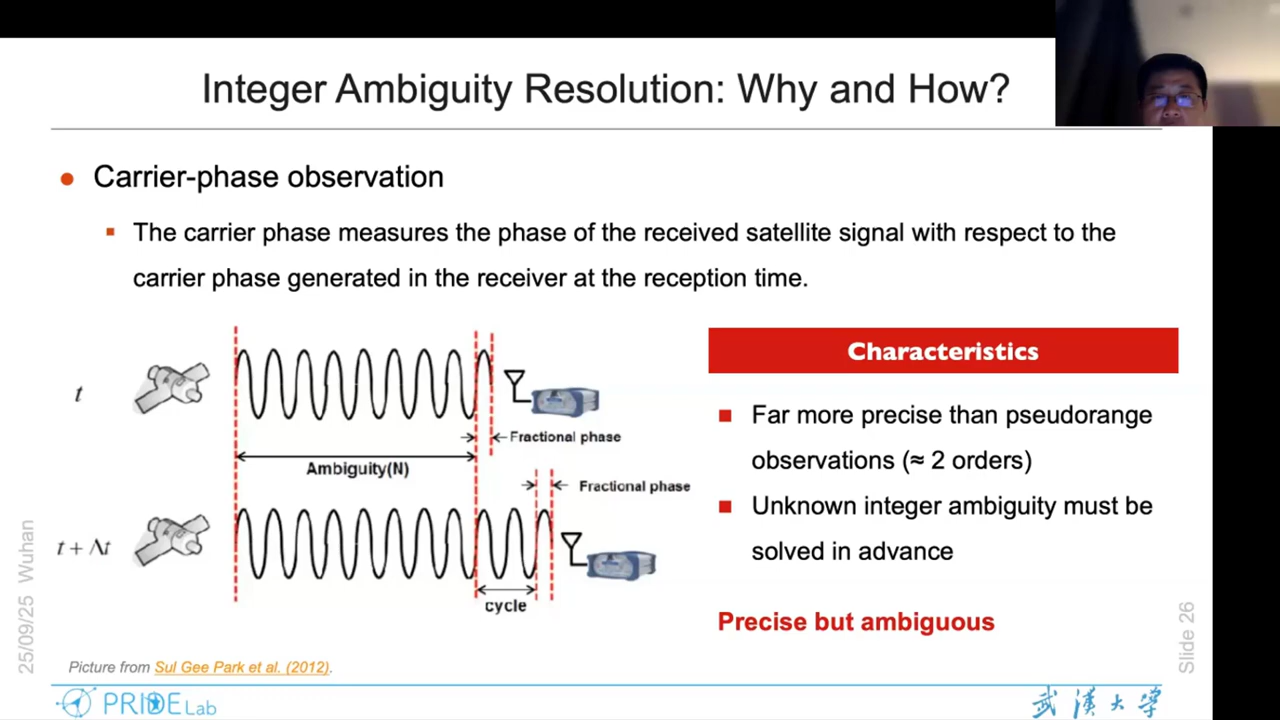 Integer Ambiguity Resolution: Why and How?
Carrier-phase observation
The carrier phase measures the phase of the received satellite signal with respect to the
carrier phase generated in the receiver at the reception time.
t
Fractional phase
Ambiguity(N)
Fractional phase
t + Δt
cycle
Characteristics
Far more precise than pseudorange
observations (≈ 2 orders)
Unknown integer ambiguity must be
solved in advance
Precise but ambiguous
25/09/25 Wuhan
Slide 26
Picture from Sul Gee Park et al. (2012).
PRIDE Lab
武漢大學